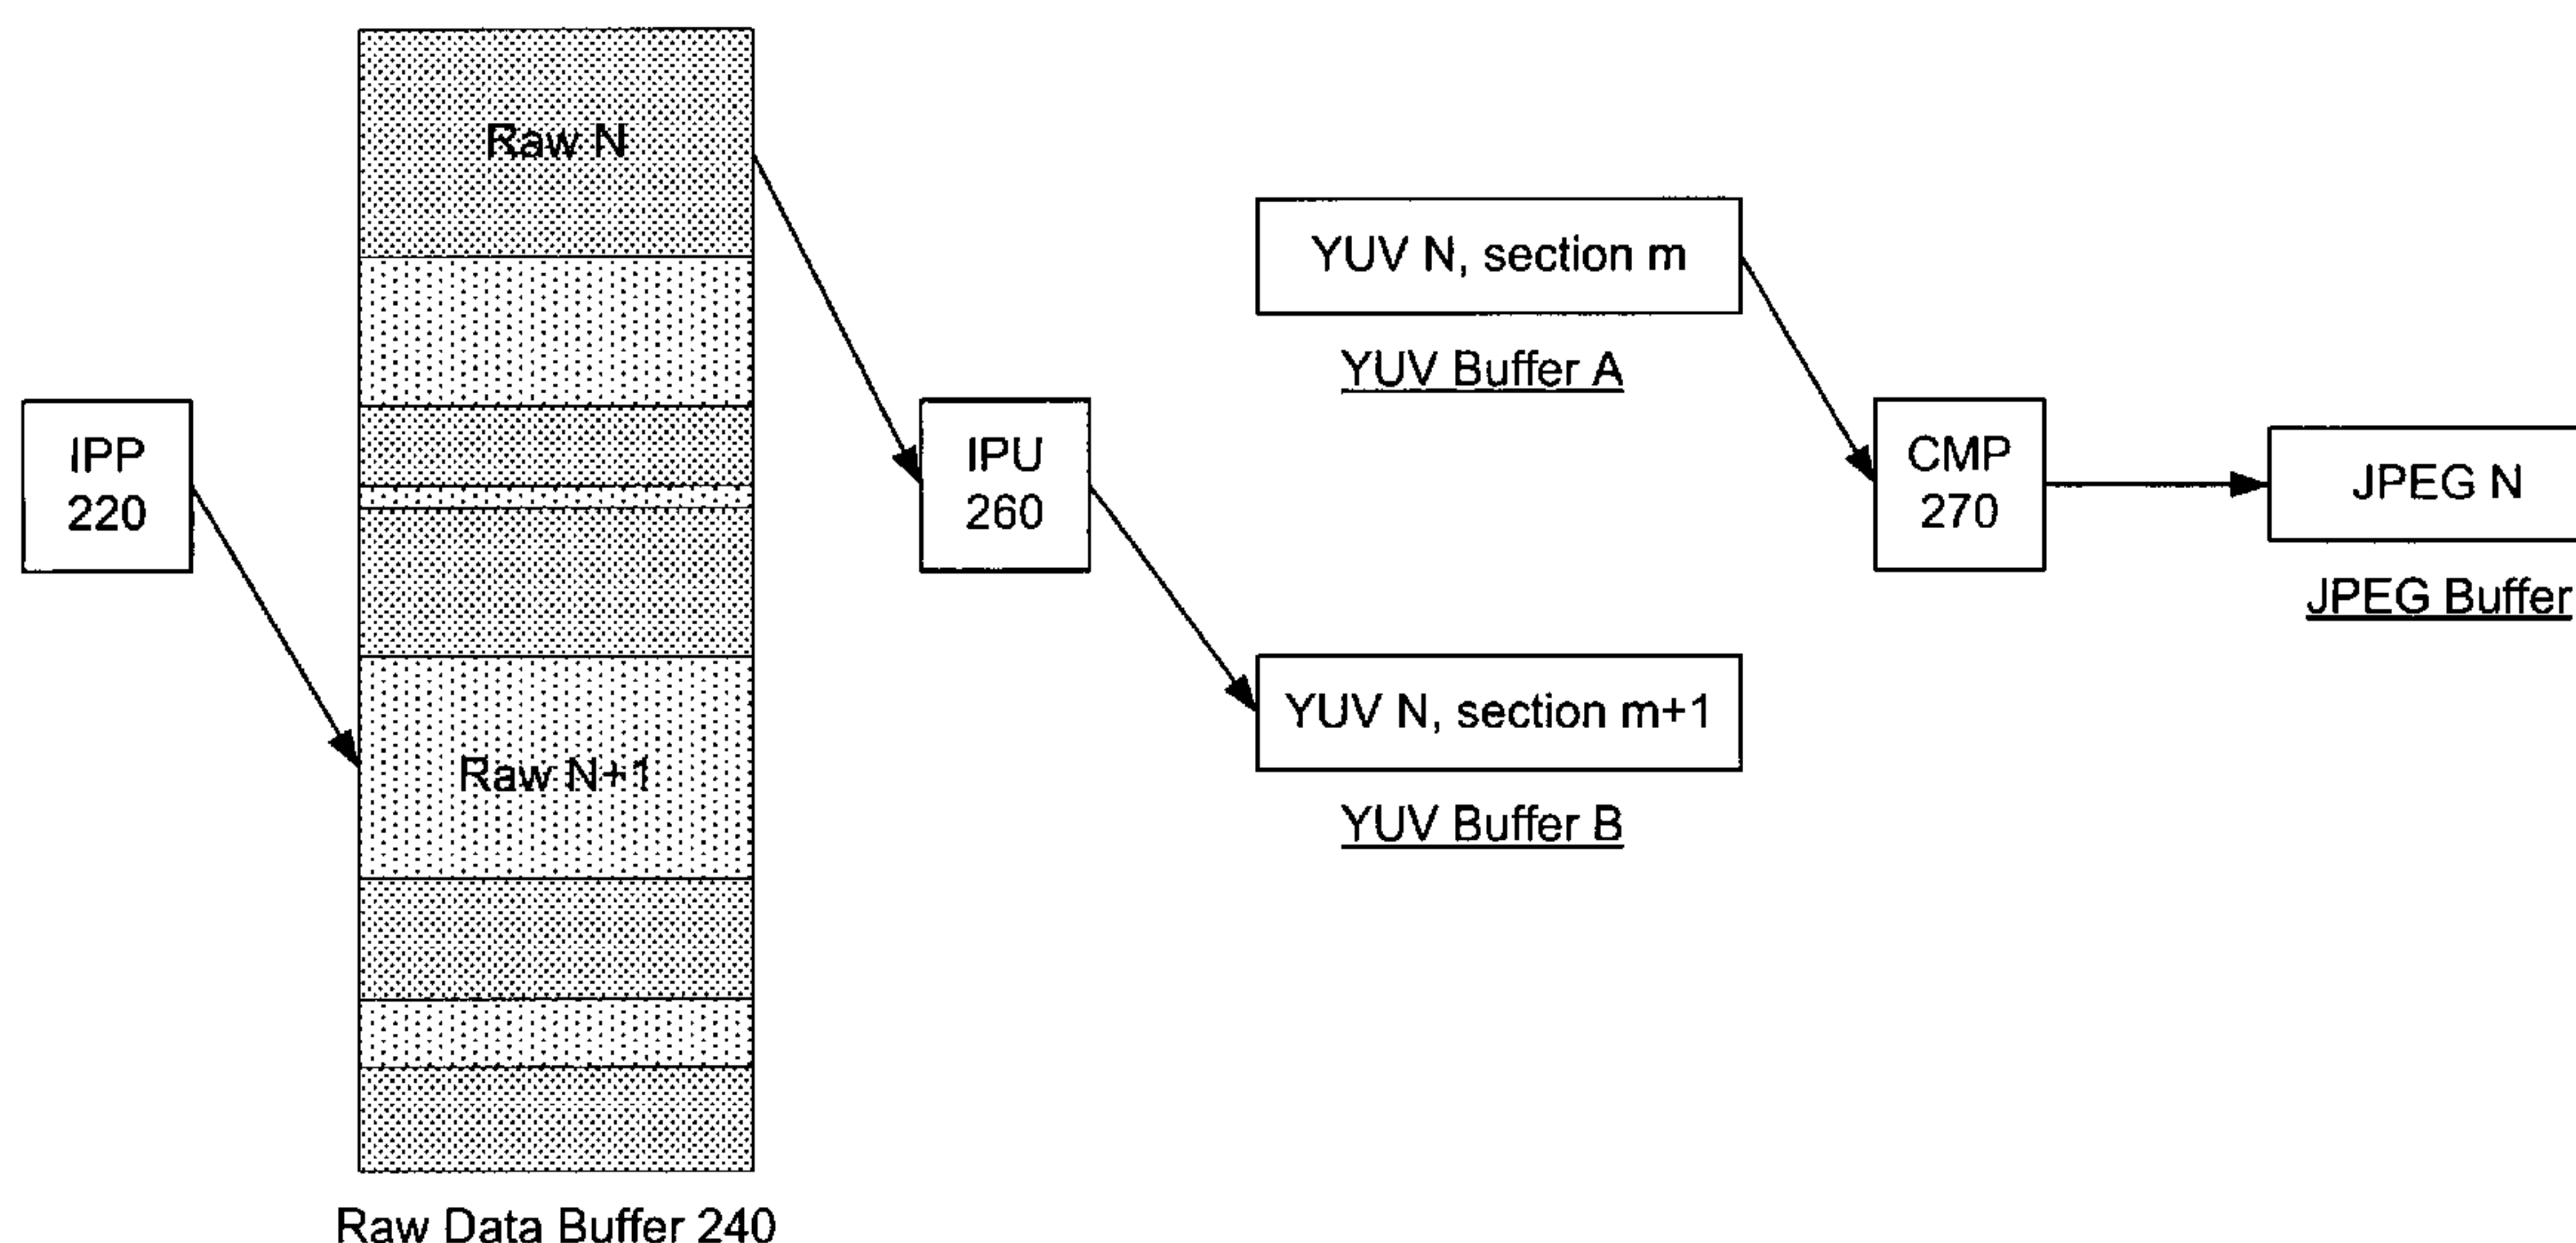 Raw N
YUV N, section m
YUV Buffer A
IPP
220
IPU
260
CMP
270
JPEG N
JPEG Buffer
YUV N, section m+1
Raw N+1
YUV Buffer B
Raw Data Buffer 240